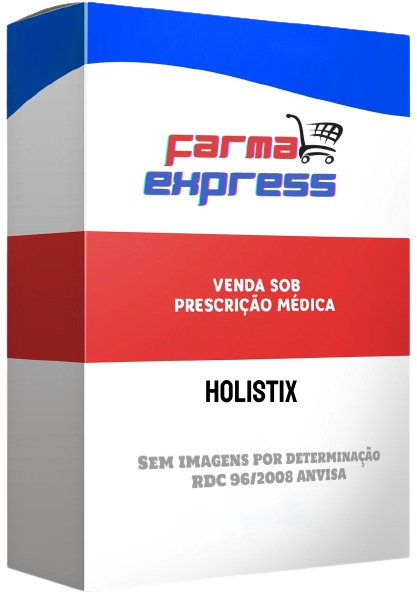 Farma
express
VENDA SOB
PRESCRIÇÃO MÉDICA
HOLISTIX
SEM IMAGENS POR DETERMINAÇÃO
RDC 96/2008 ANVISA